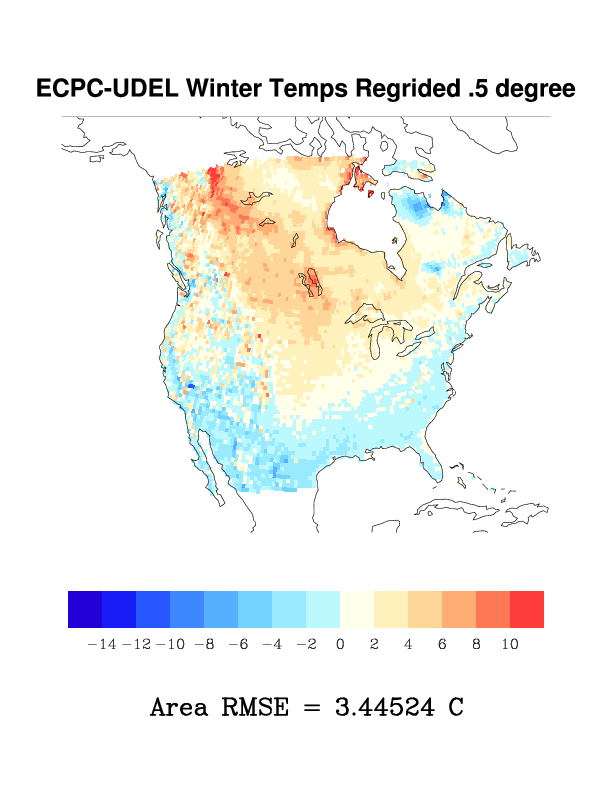 ECPC-UDEL Winter Temps Regrided .5 degree
-14 -12 -10 -8 -6 -4 -2 0 2 4 6 8 10
Area RMSE = 3.44524 C